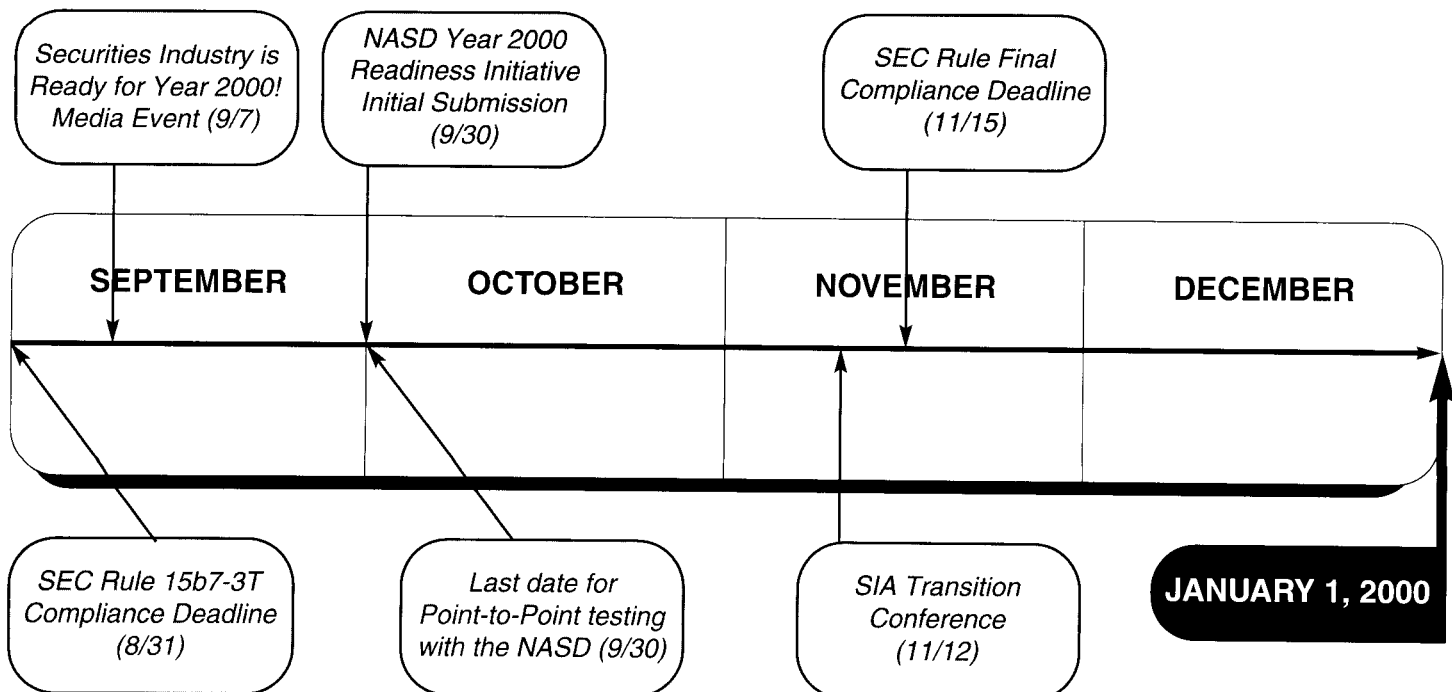 Securities Industry is
Ready for Year 2000!
Media Event (9/7)
NASD Year 2000
Readiness Initiative
Initial Submission
(9/30)
SEC Rule Final
Compliance Deadline
(11/15)
SEPTEMBER
OCTOBER
NOVEMBER
DECEMBER
SEC Rule 15b7-3T
Compliance Deadline
(8/31)
Last date for
Point-to-Point testing
with the NASD (9/30)
SIA Transition
Conference
(11/12)
JANUARY 1, 2000